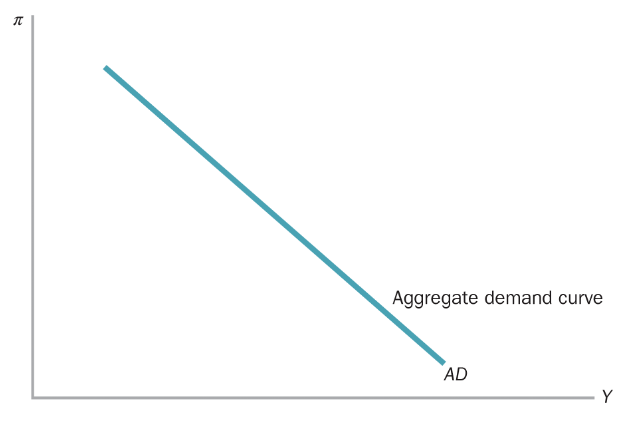 π
Aggregate demand curve
AD
Y